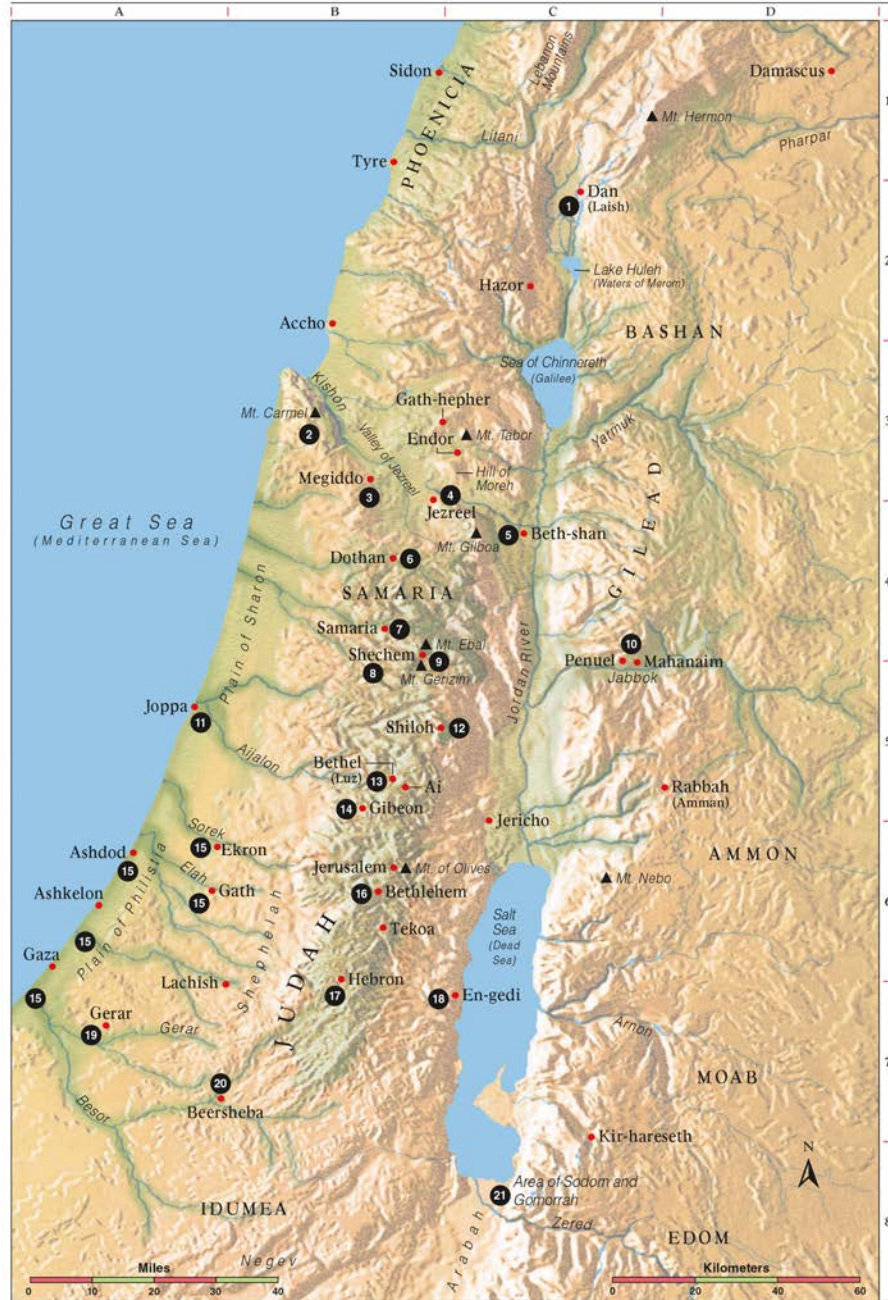 A B C D
1
2
3
4
5
6
7
8
Sidon
PHOENICIA
Lebanon
Mountains
Damascus
Mt. Hermon
Litani
Pharpar
Tyre
Dan
(Laish)
1
Lake Huleh
(Waters of Merom)
Hazor
BASHAN
Accho
Sea of Chinnereth
(Galilee)
Kishon
Mt. Carmel
2
Gath-hepher
Endor
Mt. Tabor
Yarmuk
Valley of Jezreel
Hill of
Moreh
Megiddo
3
4
Jezreel
GILEAD
Great Sea
(Mediterranean Sea)
Mt. Gilboa
5
Beth-shan
Dothan
6
SAMARIA
Plain of Sharon
Samaria
7
Mt. Ebal
Shechem
9
8
Mt. Gerizim
10
Penuel
Mahanaim
Jabbok
Jordan River
Joppa
11
Shiloh
12
Aijalon
Bethel
(Luz)
13
Ai
Rabbah
(Amman)
14
Gibeon
Jericho
Sorek
15
Ekron
Ashdod
15
AMMON
Jerusalem
Mt. of Olives
Mt. Nebo
Elah
Gath
15
16
Bethlehem
Ashkelon
Plain of Philistia
15
Tekoa
Salt
Sea
(Dead
Sea)
Gaza
15
Shephelah
JUDAH
Lachish
Hebron
17
18
En-gedi
Gerar
19
Gerar
Arnon
20
Beersheba
MOAB
Besor
Kir-hareseth
N
21
Area of Sodom and
Gomorrah
IDUMEA
Zered
Arabah
EDOM
Negev
Miles
0 10 20 30 40
Kilometers
0 20 40 60